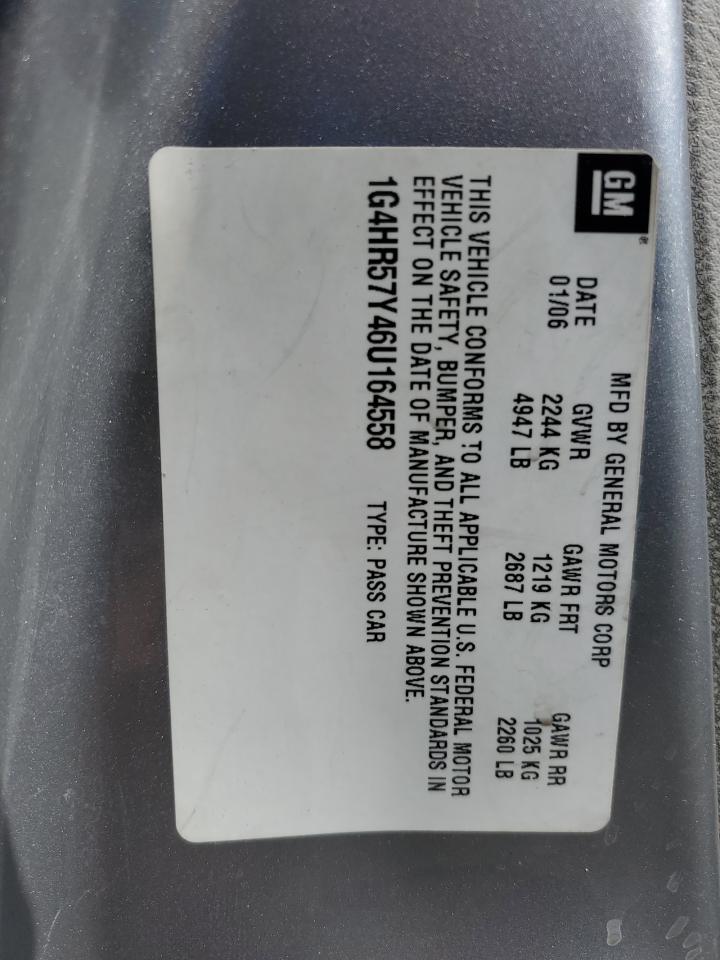 GM®
MFD BY GENERAL MOTORS CORP
DATE GVWR GAWR FRT GAWR RR
01/06 2244 KG 1219 KG 1025 KG
4947 LB 2687 LB 2260 LB
THIS VEHICLE CONFORMS TO ALL APPLICABLE U.S. FEDERAL MOTOR
VEHICLE SAFETY, BUMPER, AND THEFT PREVENTION STANDARDS IN
EFFECT ON THE DATE OF MANUFACTURE SHOWN ABOVE.
1G4HR57Y46U164558 TYPE: PASS CAR